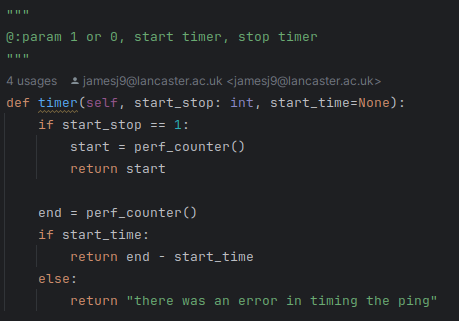 """
@:param 1 or 0, start timer, stop timer
"""
4 usages jamesj9@lancaster.ac.uk <jamesj9@lancaster.ac.uk>
def timer(self, start_stop: int, start_time=None):
    if start_stop == 1:
        start = perf_counter()
        return start

    end = perf_counter()
    if start_time:
        return end - start_time
    else:
        return "there was an error in timing the ping"